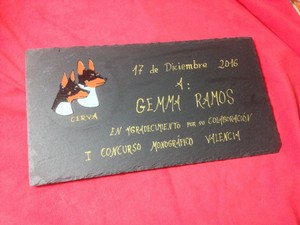 17 de Diciembre 2016
A:
GEMMA RAMOS
CERVA
EN AGRADECIMIENTO POR SU COLABORACIÓN
I CONCURSO MONOGRÁFICO VALENCIA